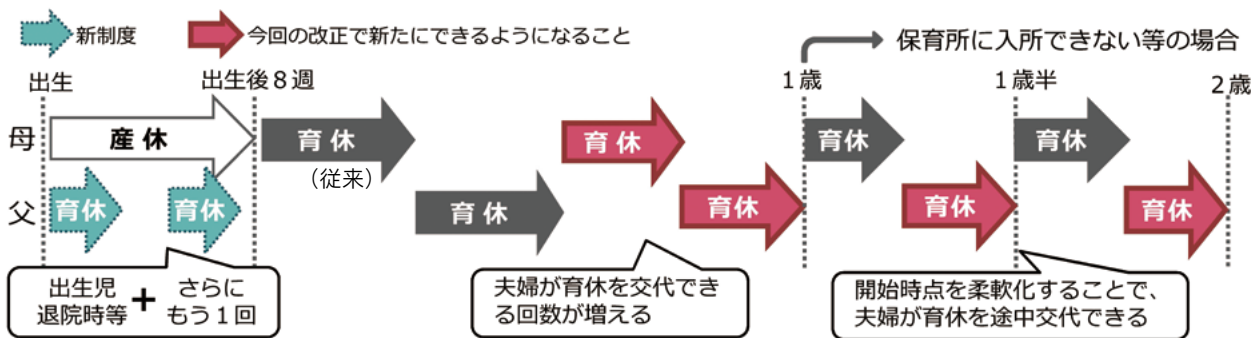 新制度
今回の改正で新たにできるようになること
保育所に入所できない等の場合
出生
出生後8週
1歳
1歳半
2歳
母
産休
育休
(従来)
育休
育休
育休
父
育休
育休
育休
育休
育休
育休
出生児
退院時等
+
さらに
もう1回
夫婦が育休を交代でき
る回数が増える
開始時点を柔軟化することで、
夫婦が育休を途中交代できる